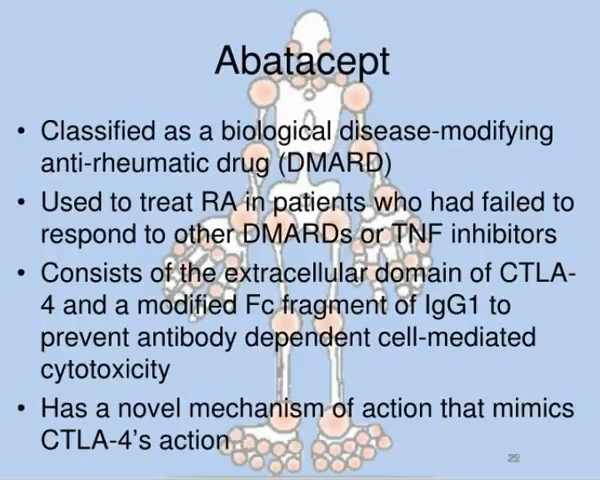 Abatacept
• Classified as a biological disease-modifying
anti-rheumatic drug (DMARD)
• Used to treat RA in patients who had failed to
respond to other DMARDs or TNF inhibitors
• Consists of the extracellular domain of CTLA-
4 and a modified Fc fragment of IgG1 to
prevent antibody dependent cell-mediated
cytotoxicity
• Has a novel mechanism of action that mimics
CTLA-4's action
22